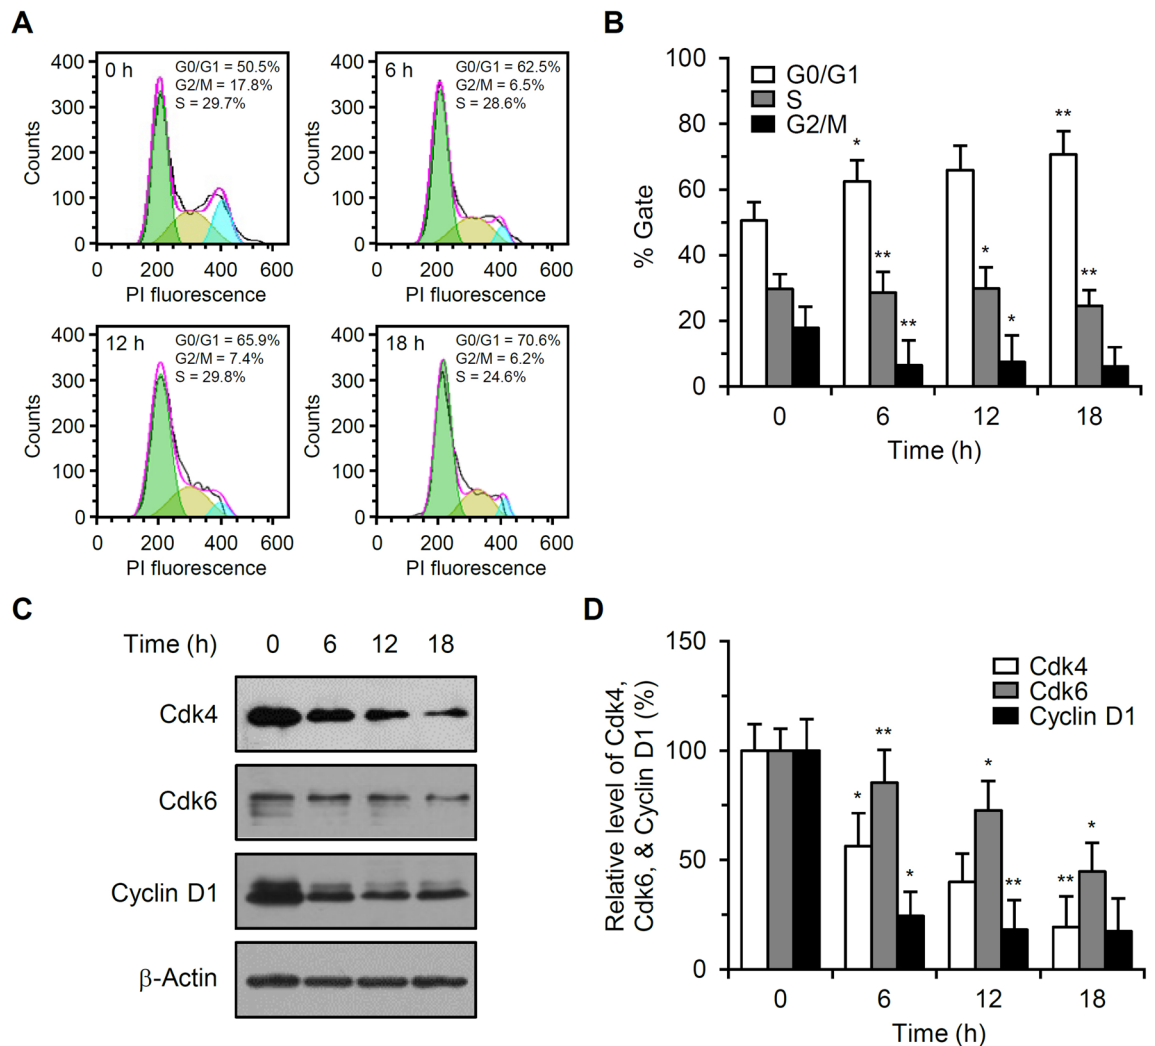 A
0 h
G0/G1 = 50.5%
G2/M = 17.8%
S = 29.7%
400
300
200
100
0
Counts
0 200 400 600
PI fluorescence
6 h
G0/G1 = 62.5%
G2/M = 6.5%
S = 28.6%
400
300
200
100
0
Counts
0 200 400 600
PI fluorescence
12 h
G0/G1 = 65.9%
G2/M = 7.4%
S = 29.8%
400
300
200
100
0
Counts
0 200 400 600
PI fluorescence
18 h
G0/G1 = 70.6%
G2/M = 6.2%
S = 24.6%
400
300
200
100
0
Counts
0 200 400 600
PI fluorescence
B
100
80
60
40
20
0
% Gate
G0/G1
S
G2/M
* ** **
* *
** **
0 6 12 18
Time (h)
C
Time (h) 0 6 12 18
Cdk4
Cdk6
Cyclin D1
β-Actin
D
150
100
50
0
Relative level of Cdk4,
Cdk6, & Cyclin D1 (%)
Cdk4
Cdk6
Cyclin D1
* ** *
* **
** *
0 6 12 18
Time (h)